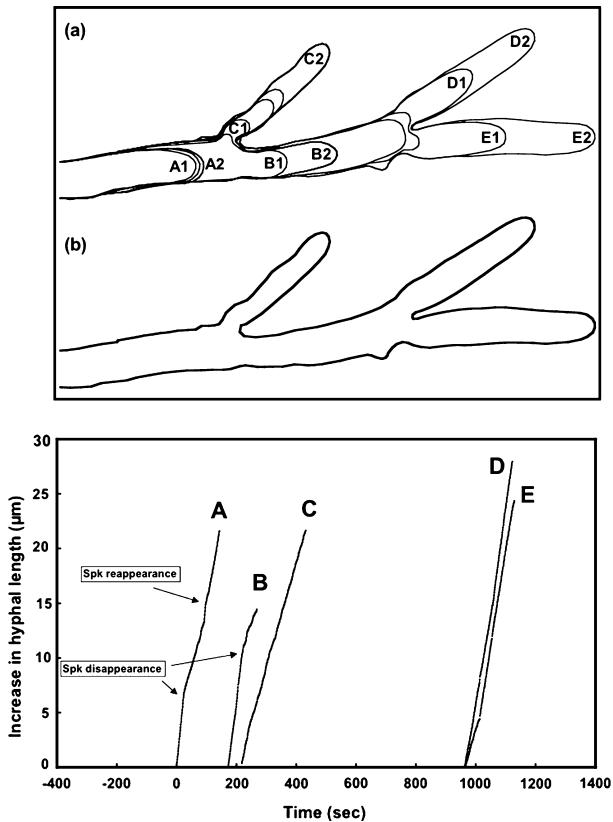 (a)
C2
D2
D1
C1
A1
A2
B1
B2
E1
E2
(b)
30
25
20
15
10
5
0
Increase in hyphal length (µm)
A
B
C
D
E
Spk reappearance
Spk disappearance
-400
-200
0
200
400
600
800
1000
1200
1400
Time (sec)